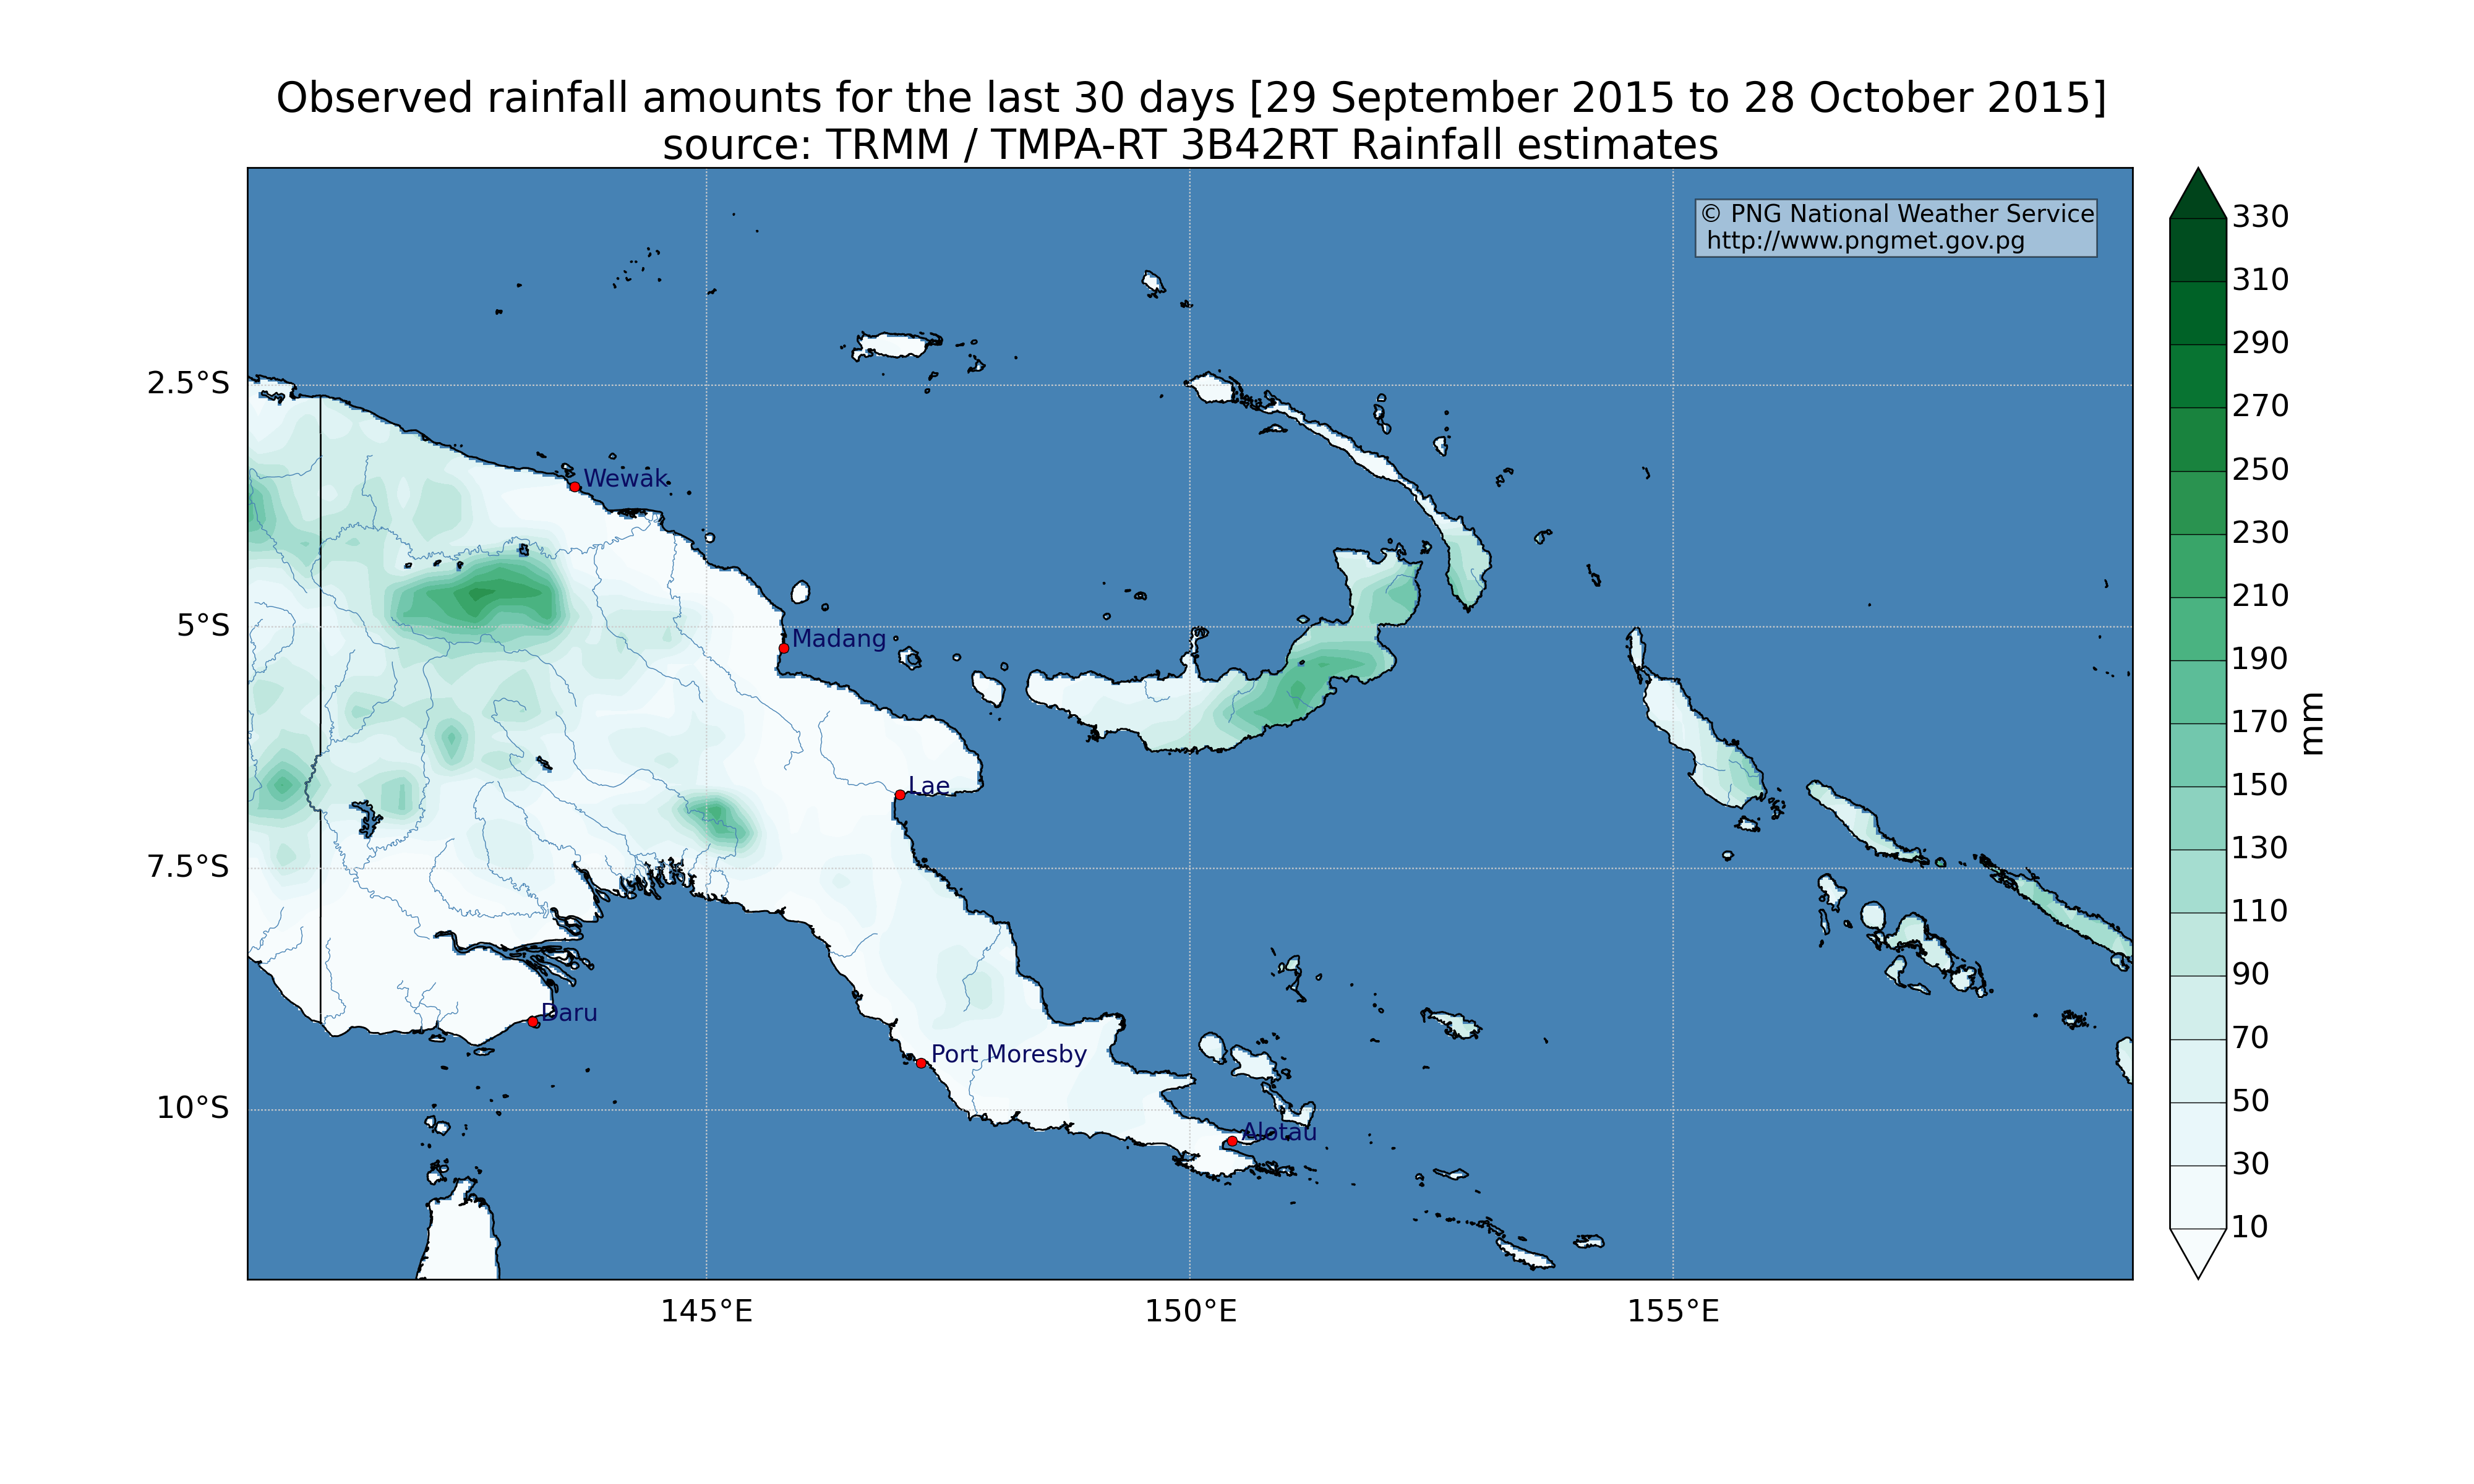 Observed rainfall amounts for the last 30 days [29 September 2015 to 28 October 2015]
source: TRMM / TMPA-RT 3B42RT Rainfall estimates
© PNG National Weather Service
http://www.pngmet.gov.pg
330
310
290
270
250
230
210
190
170
150
130
110
90
70
50
30
10
mm
2.5°S
5°S
7.5°S
10°S
Wewak
Madang
Lae
Daru
Port Moresby
Alotau
145°E
150°E
155°E